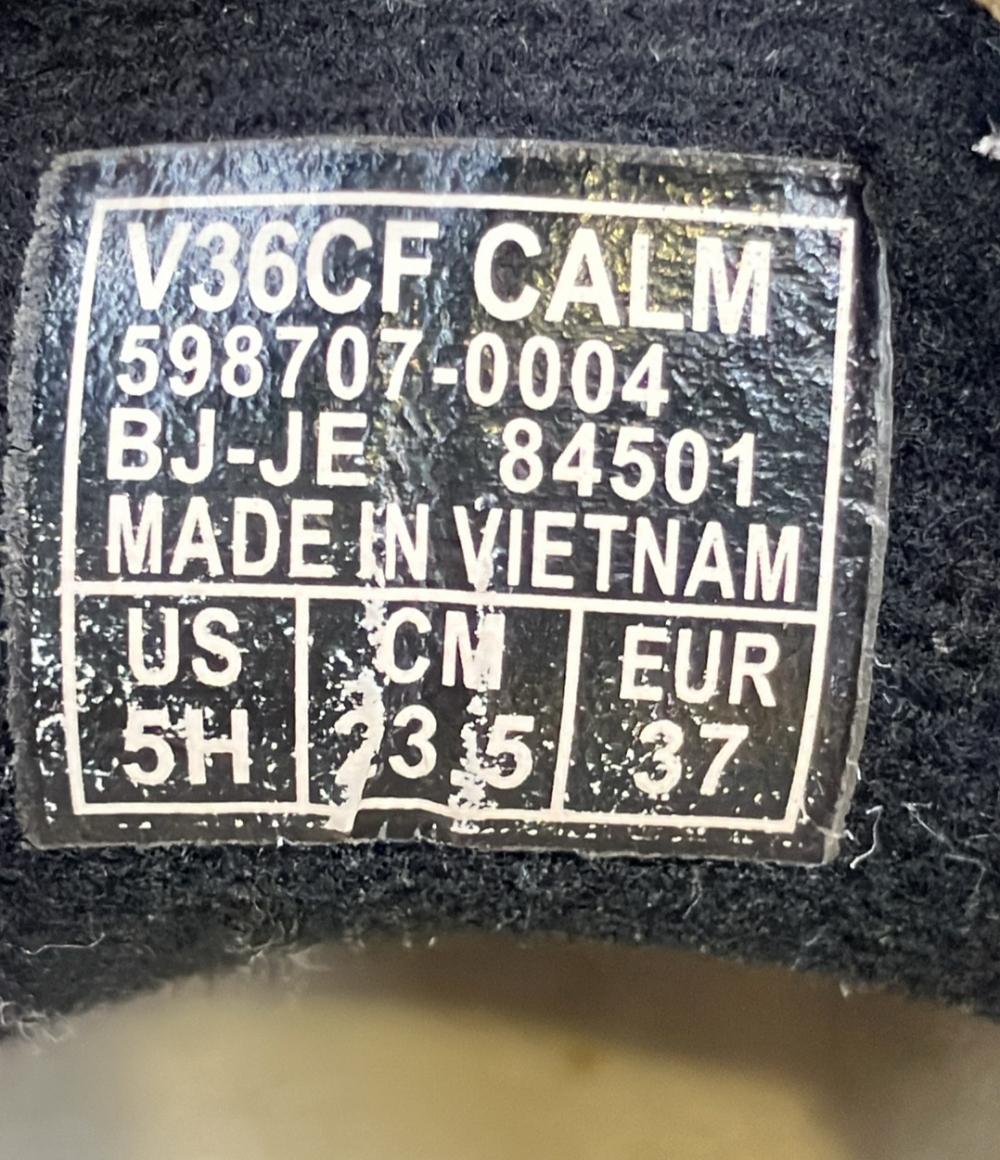 V36CF CALM
598707-0004
BJ-JE 84501
MADE IN VIETNAM
US CM EUR
5H 23.5 37